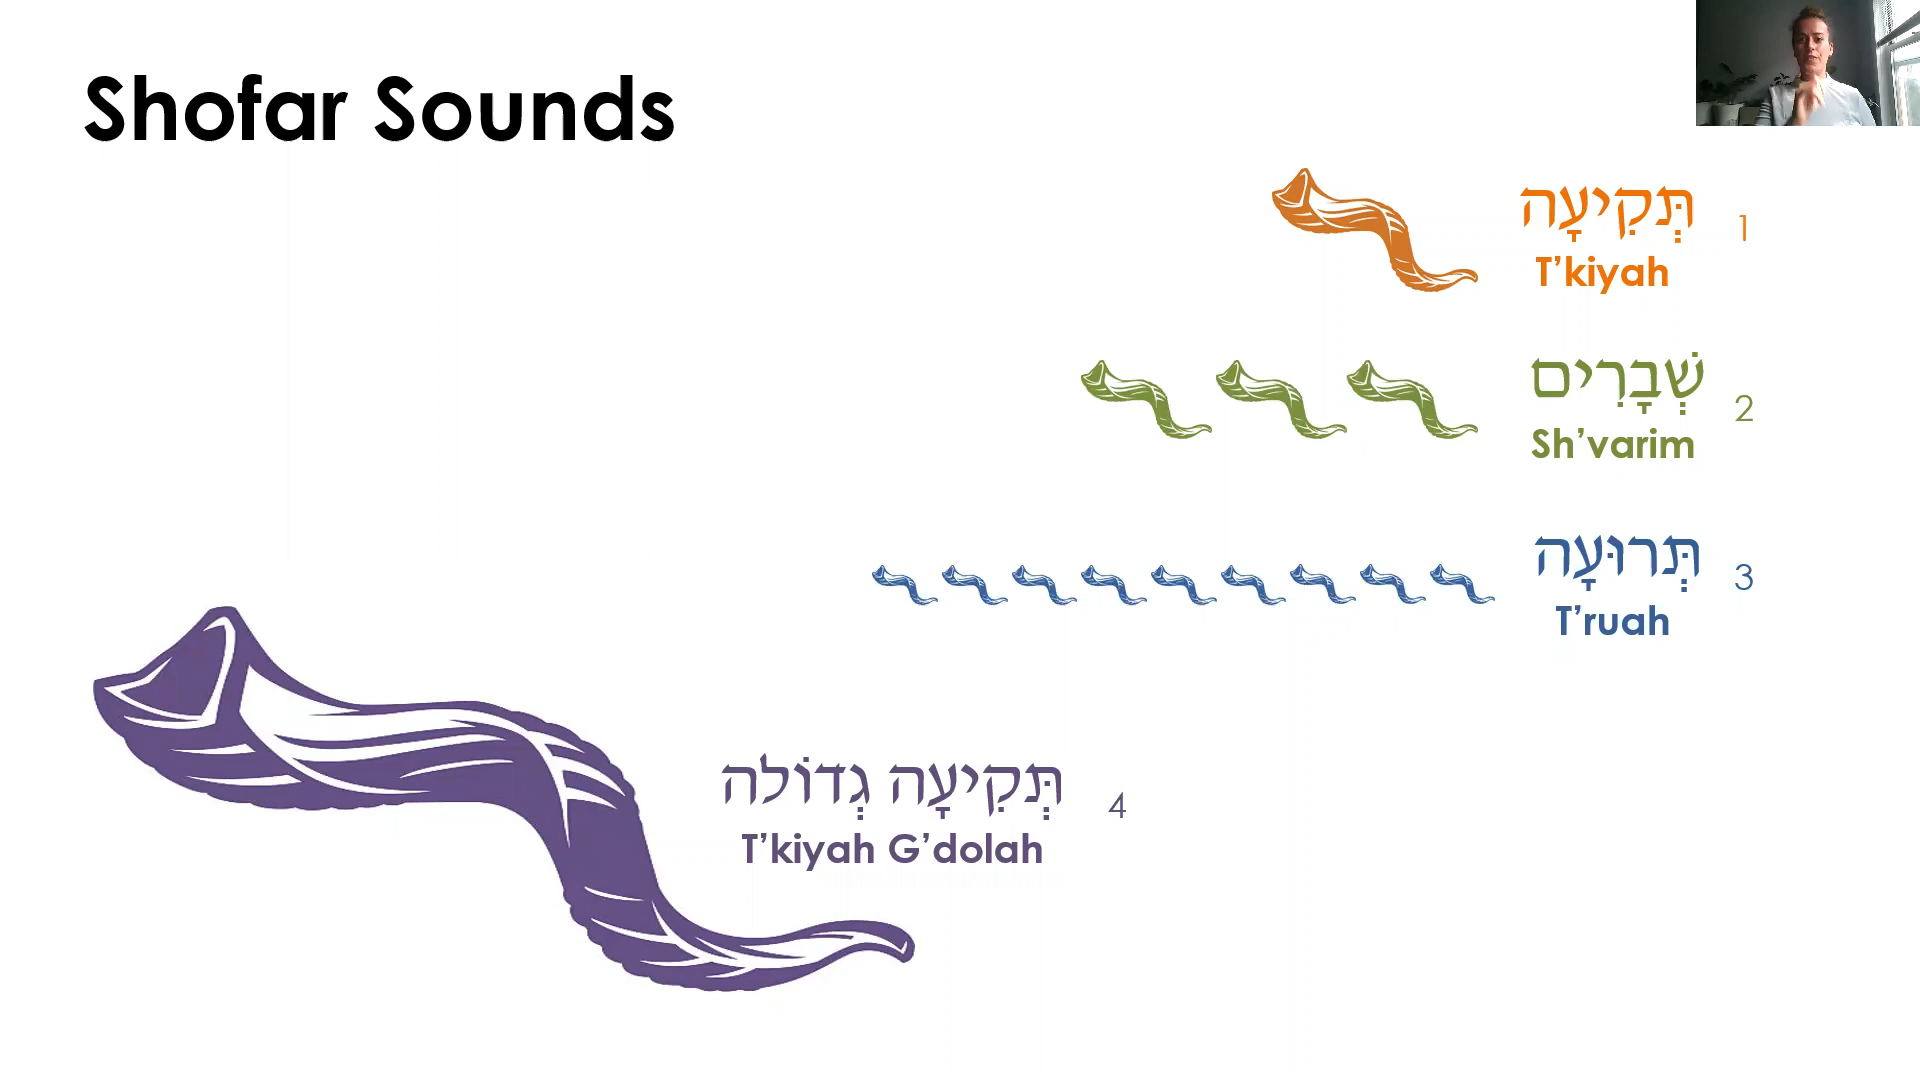 Shofar Sounds
תְּקִיעָה 1
T’kiyah
שְׁבָרִים 2
Sh’varim
תְּרוּעָה 3
T’ruah
תְּקִיעָה גְדוֹלֹה 4
T’kiyah G’dolah